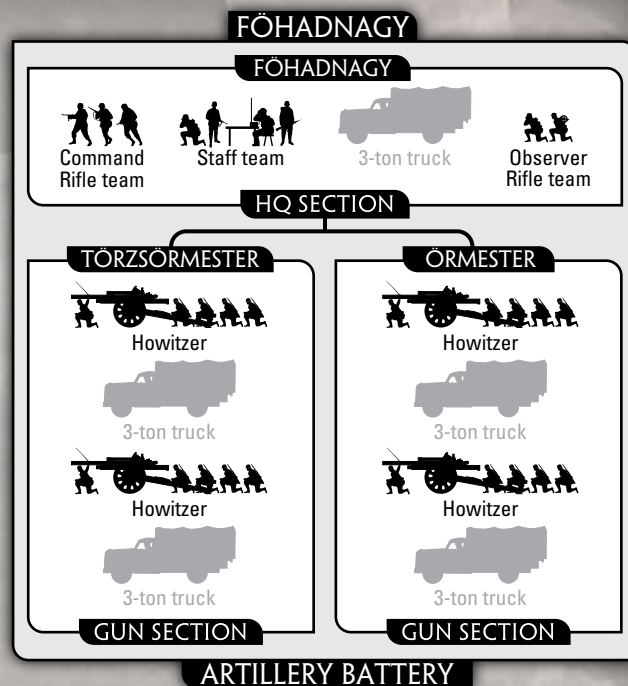 FÖHADNAGY
FÖHADNAGY
Command
Rifle team
Staff team
3-ton truck
Observer
Rifle team
HQ SECTION
TÖRZSÖRMESTER
Howitzer
3-ton truck
Howitzer
3-ton truck
GUN SECTION
ÖRMESTER
Howitzer
3-ton truck
Howitzer
3-ton truck
GUN SECTION
ARTILLERY BATTERY